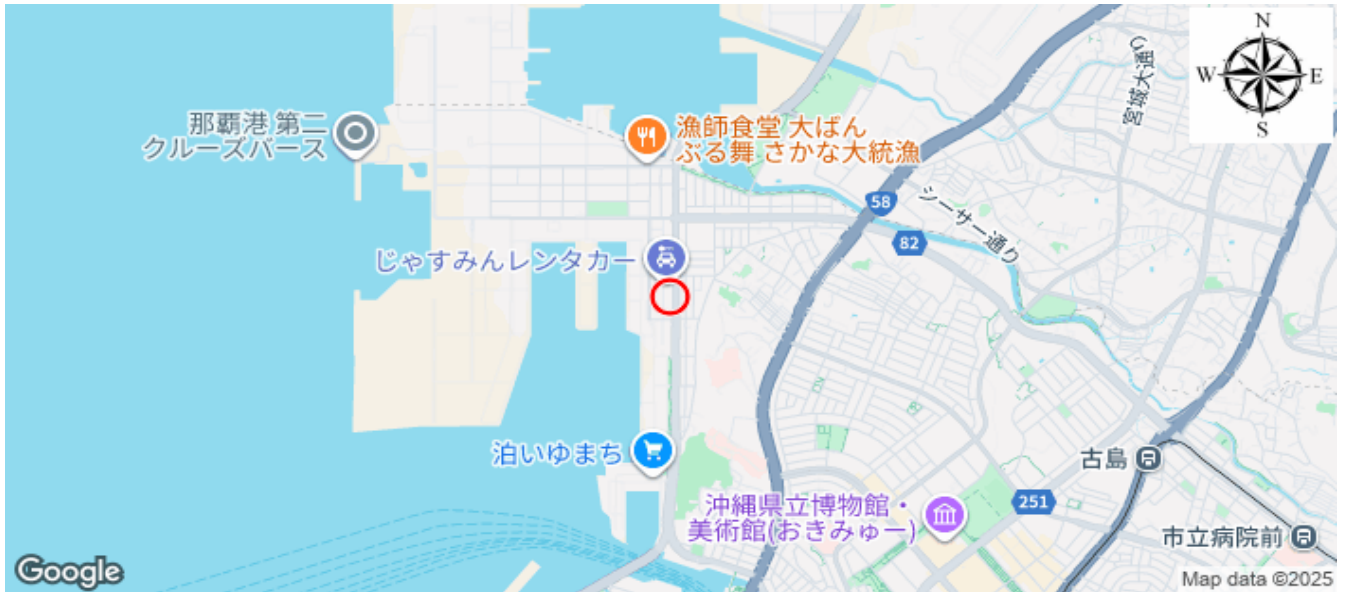 N
W
E
S
宮城大通り
那覇港 第二
クルーズバース
漁師食堂 大ばん
ぶる舞 さかな大統漁
58
シーサー通り
82
じゃすみんレンタカー
泊いゆまち
古島
251
沖縄県立博物館・
美術館(おきみゅー)
市立病院前
Google
Map data ©2025